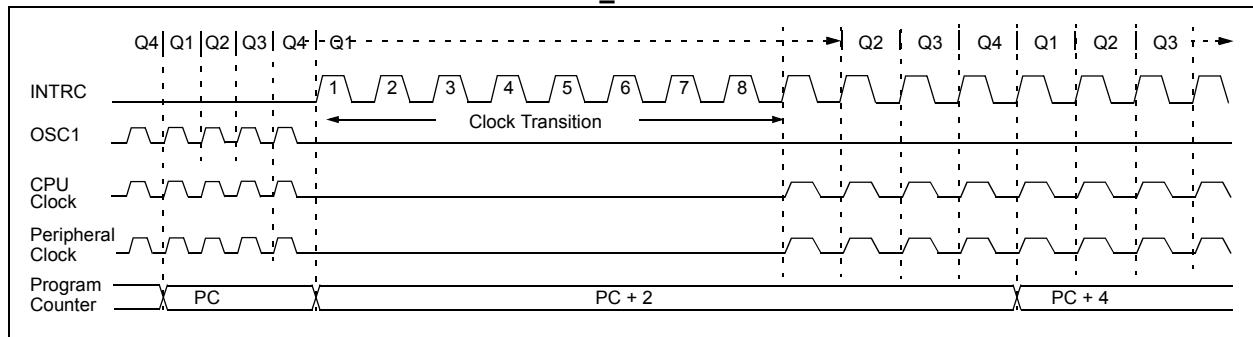 Q4 Q1 Q2 Q3 Q4 Q1 Q2 Q3 Q4 Q1 Q2 Q3
INTRC 1 2 3 4 5 6 7 8
Clock Transition
OSC1
CPU
Clock
Peripheral
Clock
Program
Counter
PC PC + 2 PC + 4